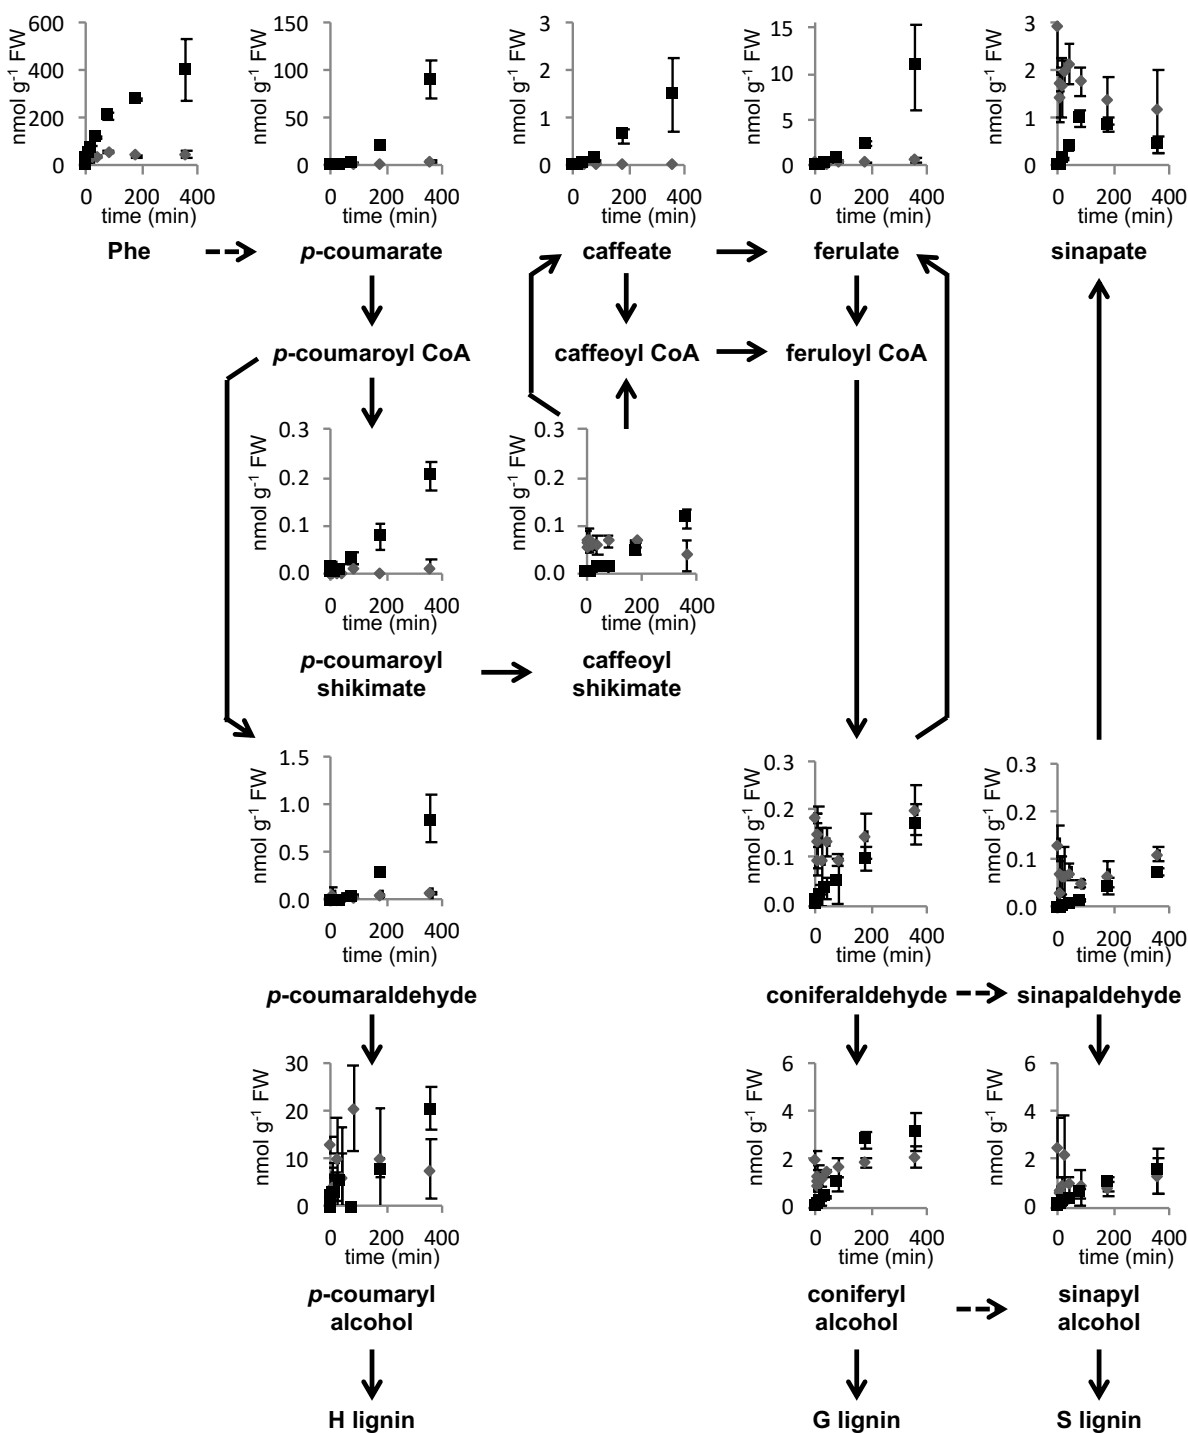 600
400
200
0
nmol g-1 FW
0 200 400
time (min)
Phe
150
100
50
0
nmol g-1 FW
0 200 400
time (min)
p-coumarate
3
2
1
0
nmol g-1 FW
0 200 400
time (min)
caffeate
15
10
5
0
nmol g-1 FW
0 200 400
time (min)
ferulate
3
2
1
0
nmol g-1 FW
0 200 400
time (min)
sinapate
p-coumaroyl CoA
caffeoyl CoA
feruloyl CoA
0.3
0.2
0.1
0.0
nmol g-1 FW
0 200 400
time (min)
p-coumaroyl
shikimate
0.3
0.2
0.1
0.0
nmol g-1 FW
0 200 400
time (min)
caffeoyl
shikimate
1.5
1.0
0.5
0.0
nmol g-1 FW
0 200 400
time (min)
p-coumaraldehyde
0.3
0.2
0.1
0.0
nmol g-1 FW
0 200 400
time (min)
coniferaldehyde
0.3
0.2
0.1
0.0
nmol g-1 FW
0 200 400
time (min)
sinapaldehyde
30
20
10
0
nmol g-1 FW
0 200 400
time (min)
p-coumaryl
alcohol
6
4
2
0
nmol g-1 FW
0 200 400
time (min)
coniferyl
alcohol
6
4
2
0
nmol g-1 FW
0 200 400
time (min)
sinapyl
alcohol
H lignin
G lignin
S lignin